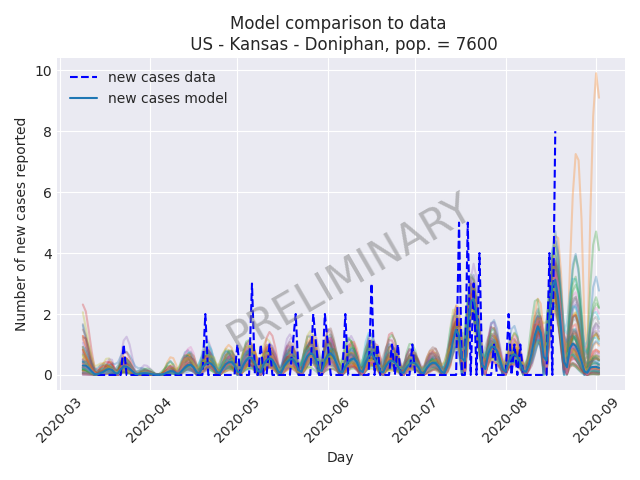 Model comparison to data
US - Kansas - Doniphan, pop. = 7600
10
8
6
4
2
0
Number of new cases reported
new cases data
new cases model
PRELIMINARY
2020-03
2020-04
2020-05
2020-06
2020-07
2020-08
2020-09
Day